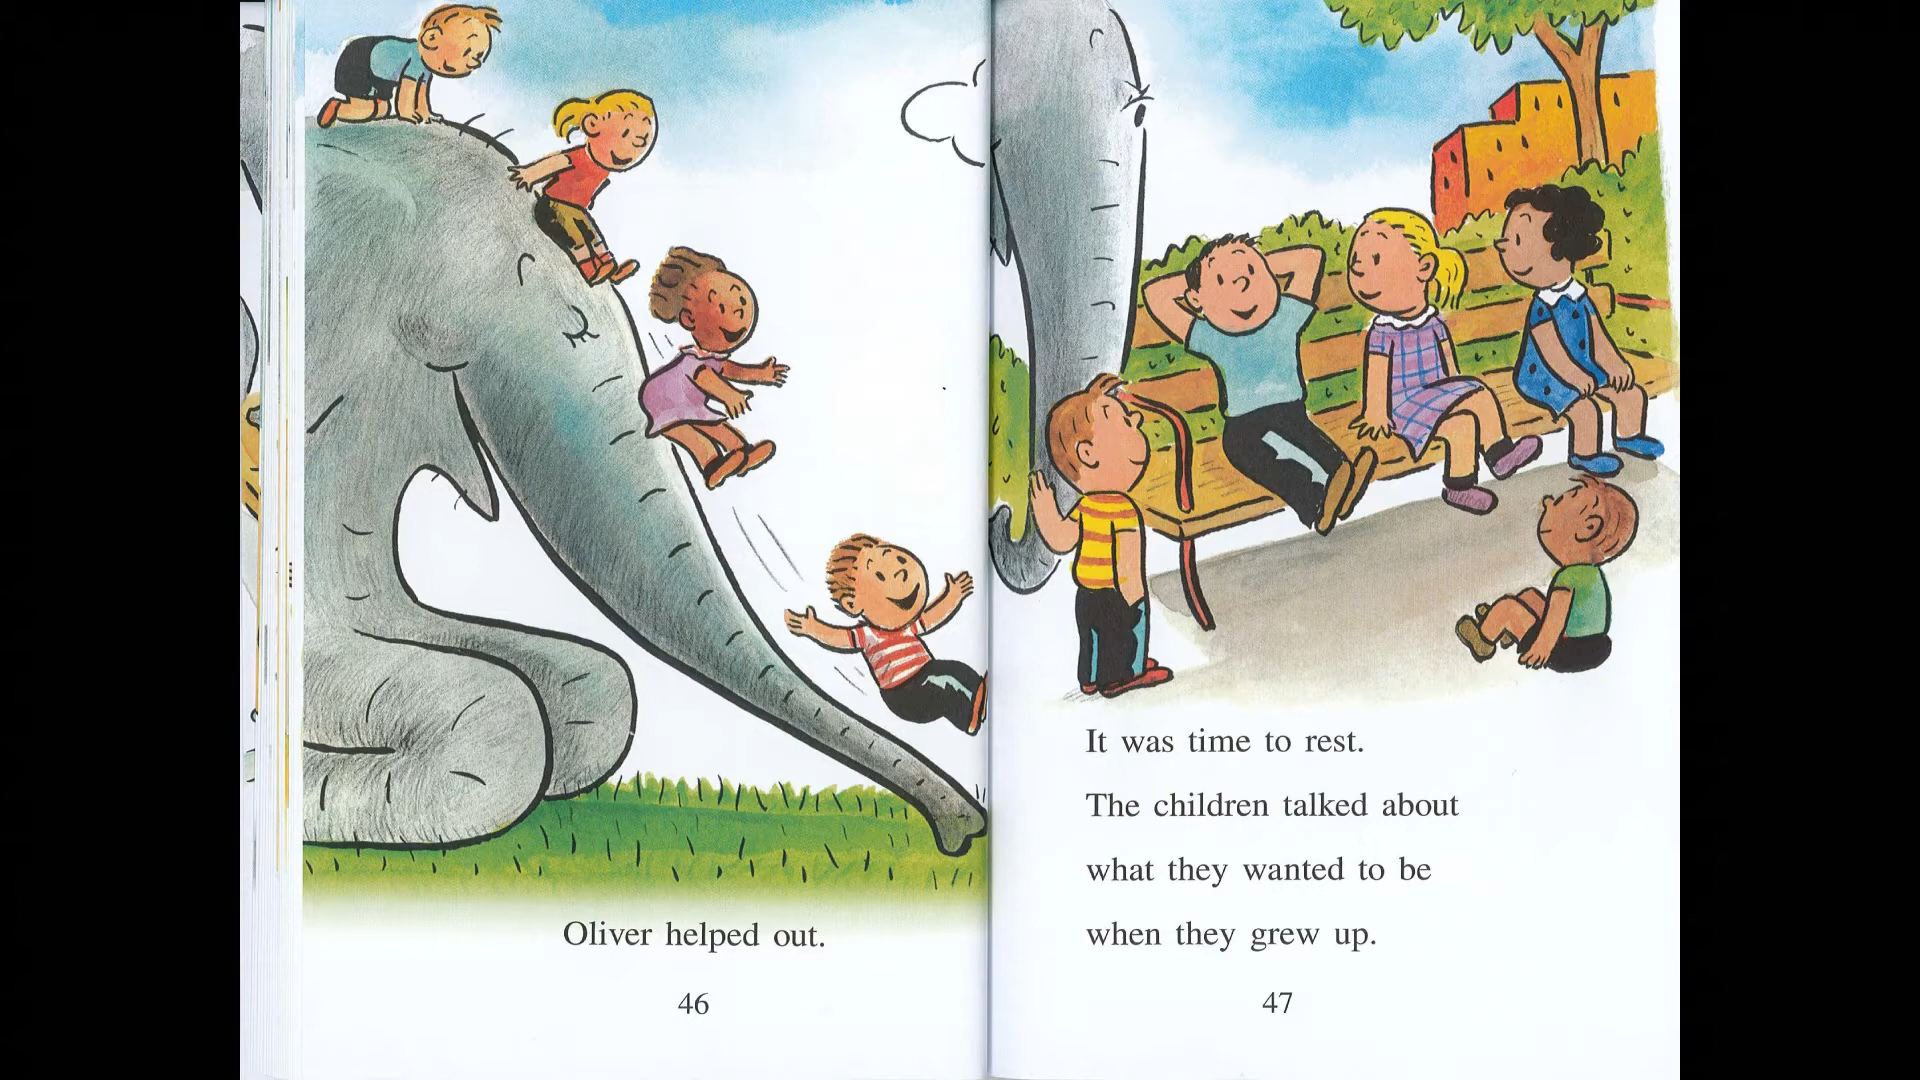 Oliver helped out.
46
It was time to rest.
The children talked about
what they wanted to be
when they grew up.
47